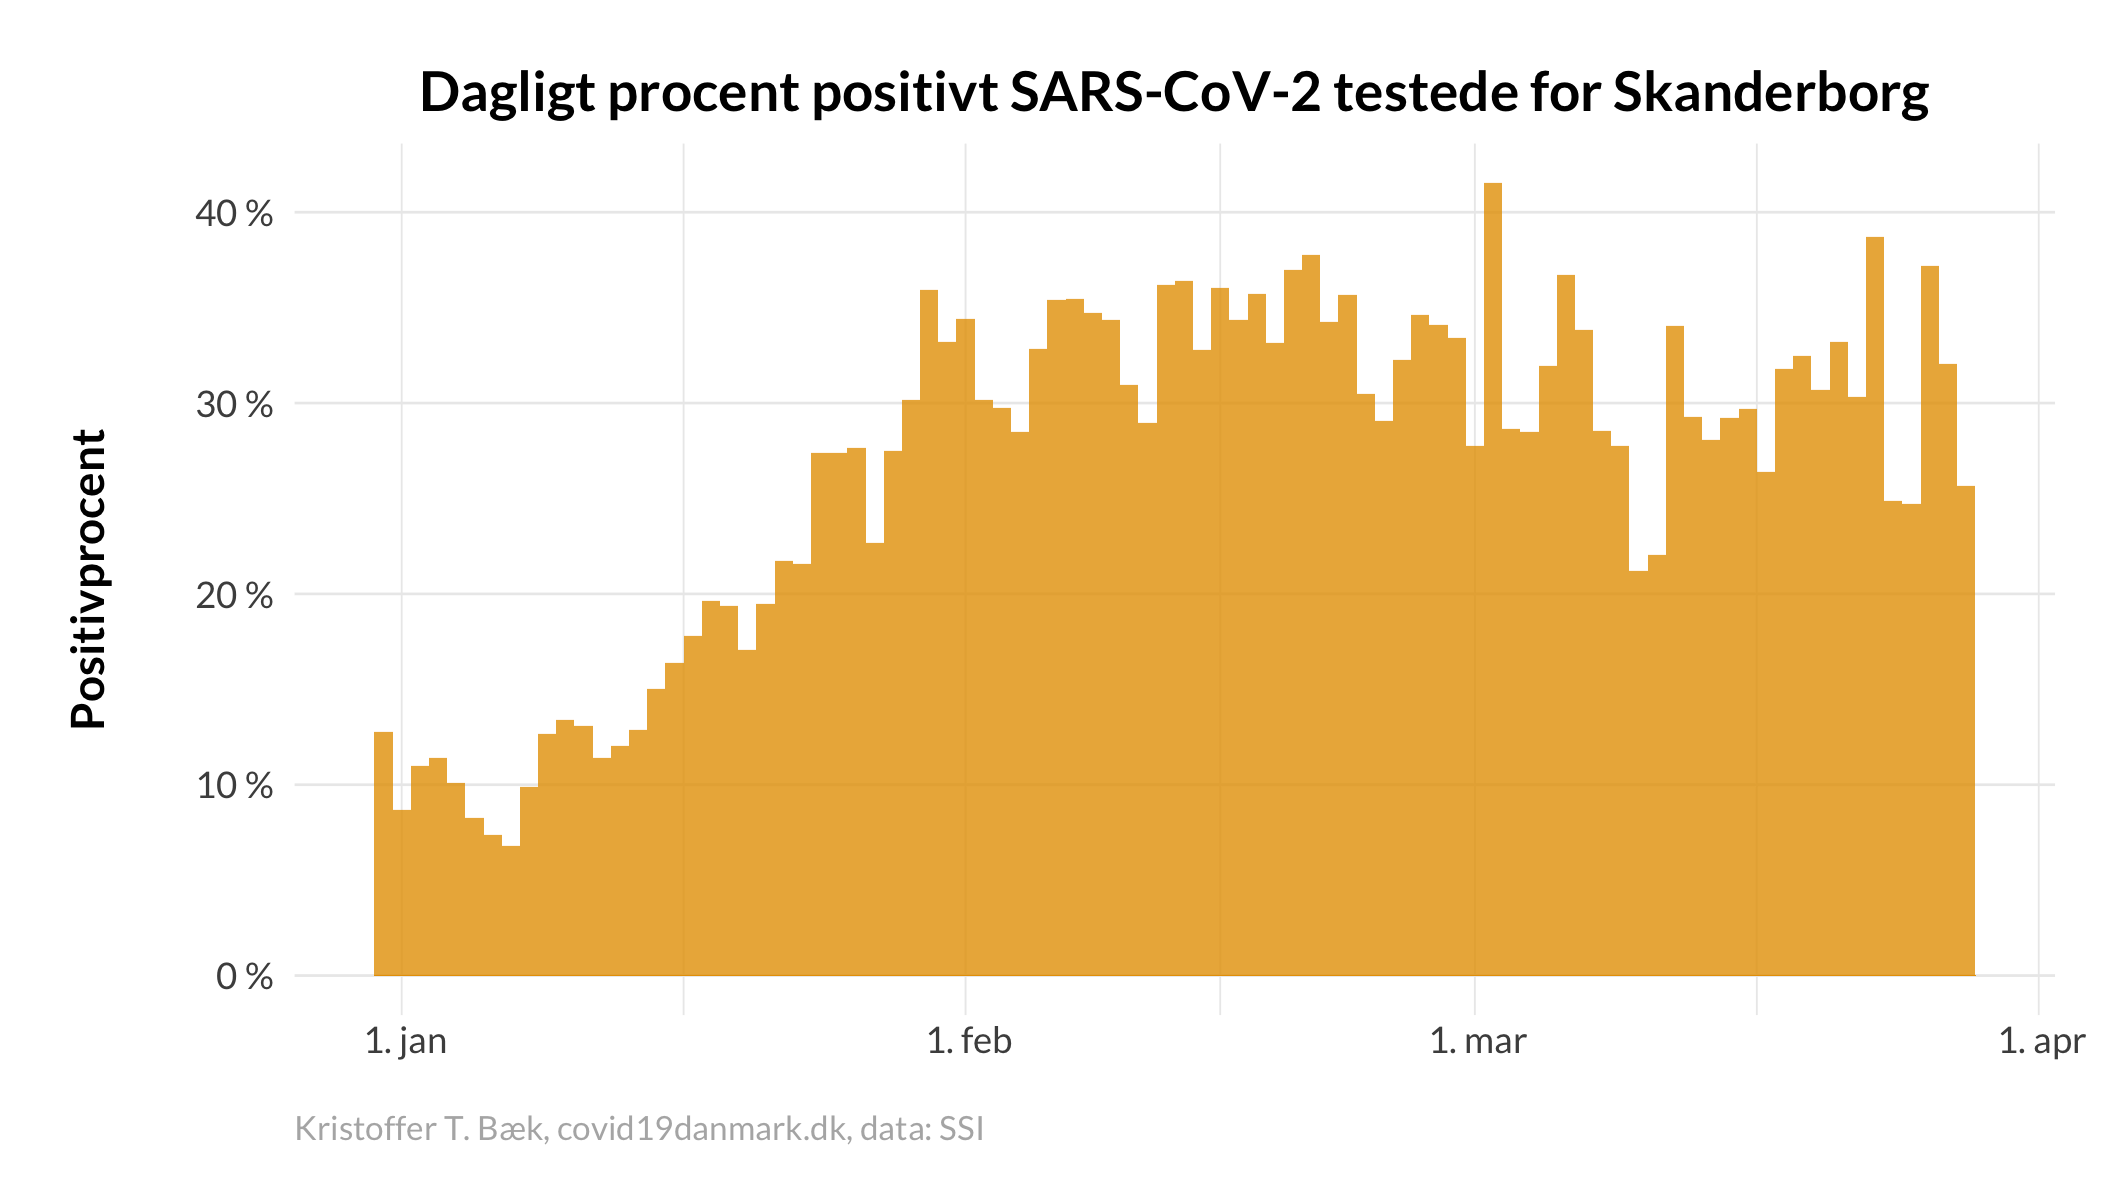 Dagligt procent positivt SARS-CoV-2 testede for Skanderborg
Positivprocent
40 %
30 %
20 %
10 %
0 %
1. jan
1. feb
1. mar
1. apr
Kristoffer T. Bæk, covid19danmark.dk, data: SSI